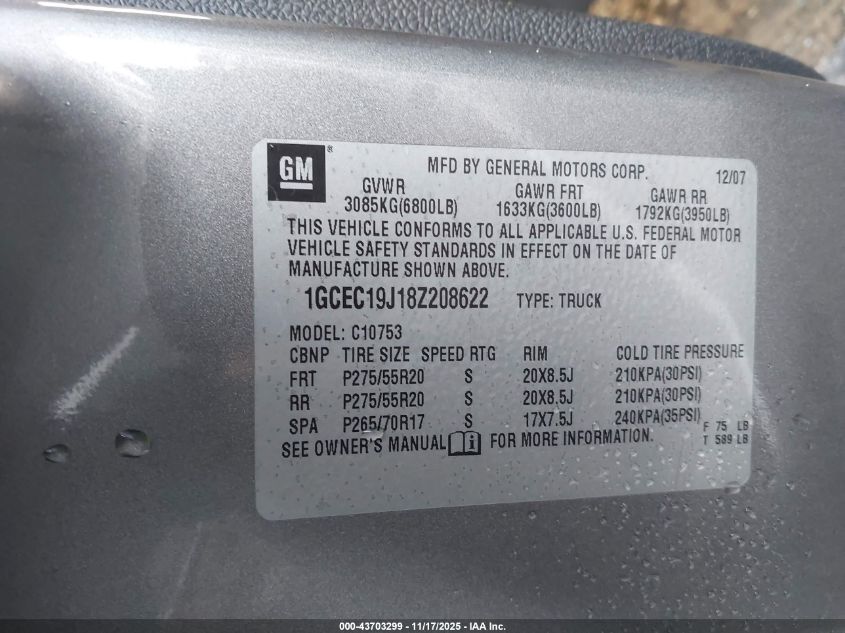 GM ® MFD BY GENERAL MOTORS CORP. 12/07
GVWR GAWR FRT GAWR RR
3085KG(6800LB) 1633KG(3600LB) 1792KG(3950LB)
THIS VEHICLE CONFORMS TO ALL APPLICABLE U.S. FEDERAL MOTOR
VEHICLE SAFETY STANDARDS IN EFFECT ON THE DATE OF
MANUFACTURE SHOWN ABOVE.
1GCEC19J18Z208622 TYPE: TRUCK
MODEL: C10753
CBNP TIRE SIZE SPEED RTG RIM COLD TIRE PRESSURE
FRT P275/55R20 S 20X8.5J 210KPA(30PSI)
RR P275/55R20 S 20X8.5J 210KPA(30PSI)
SPA P265/70R17 S 17X7.5J 240KPA(35PSI) F 75 LB
SEE OWNER'S MANUAL FOR MORE INFORMATION. T 589 LB
000-43703299 - 11/17/2025 - IAA Inc.